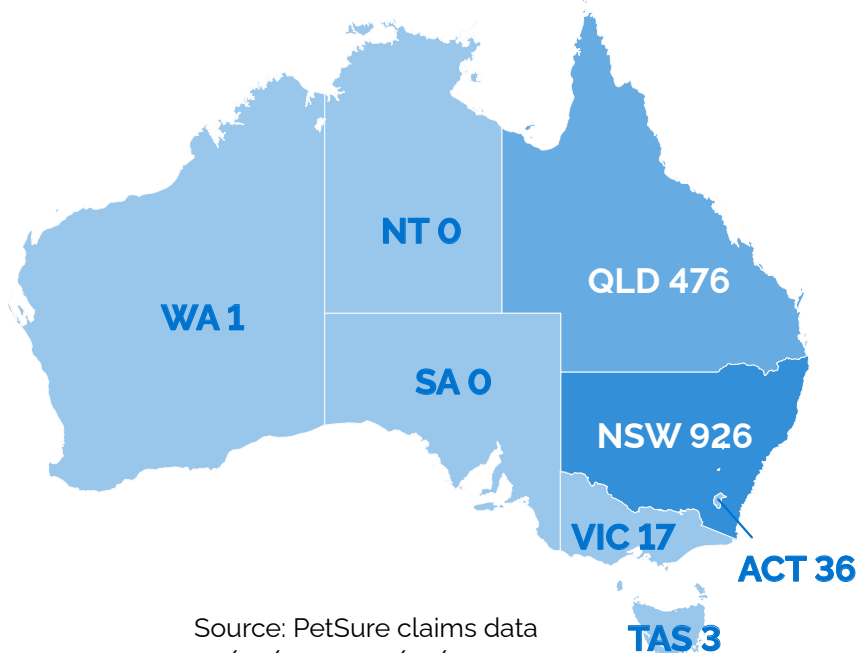 NT 0
QLD 476
WA 1
SA 0
NSW 926
VIC 17
ACT 36
Source: PetSure claims data
TAS 3